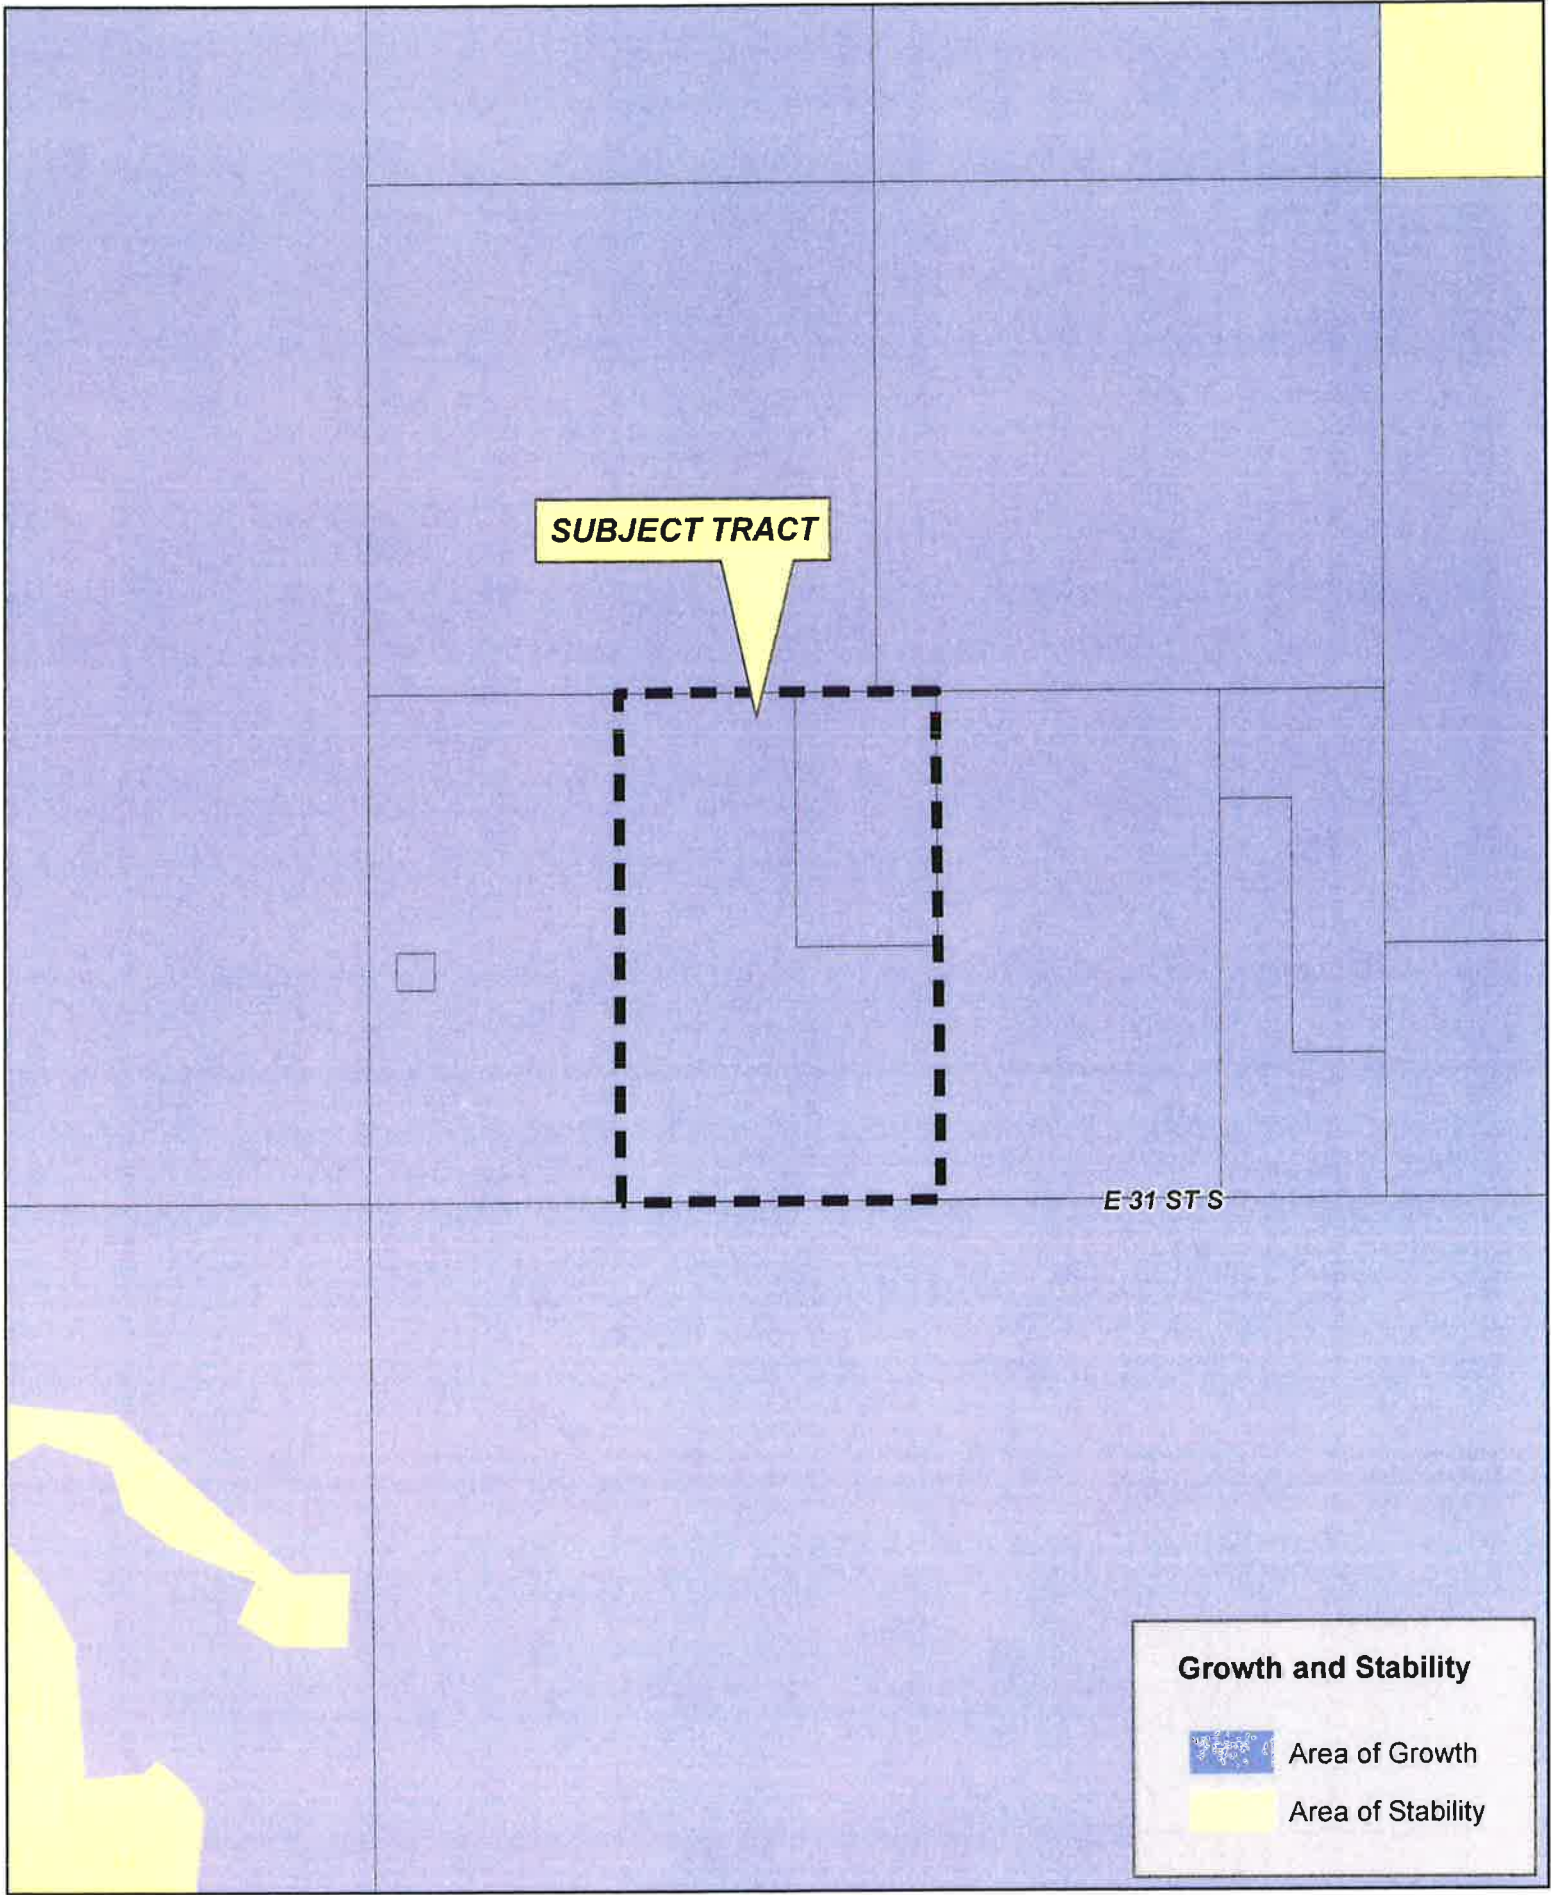 SUBJECT TRACT
E 31 ST S
Growth and Stability
Area of Growth
Area of Stability